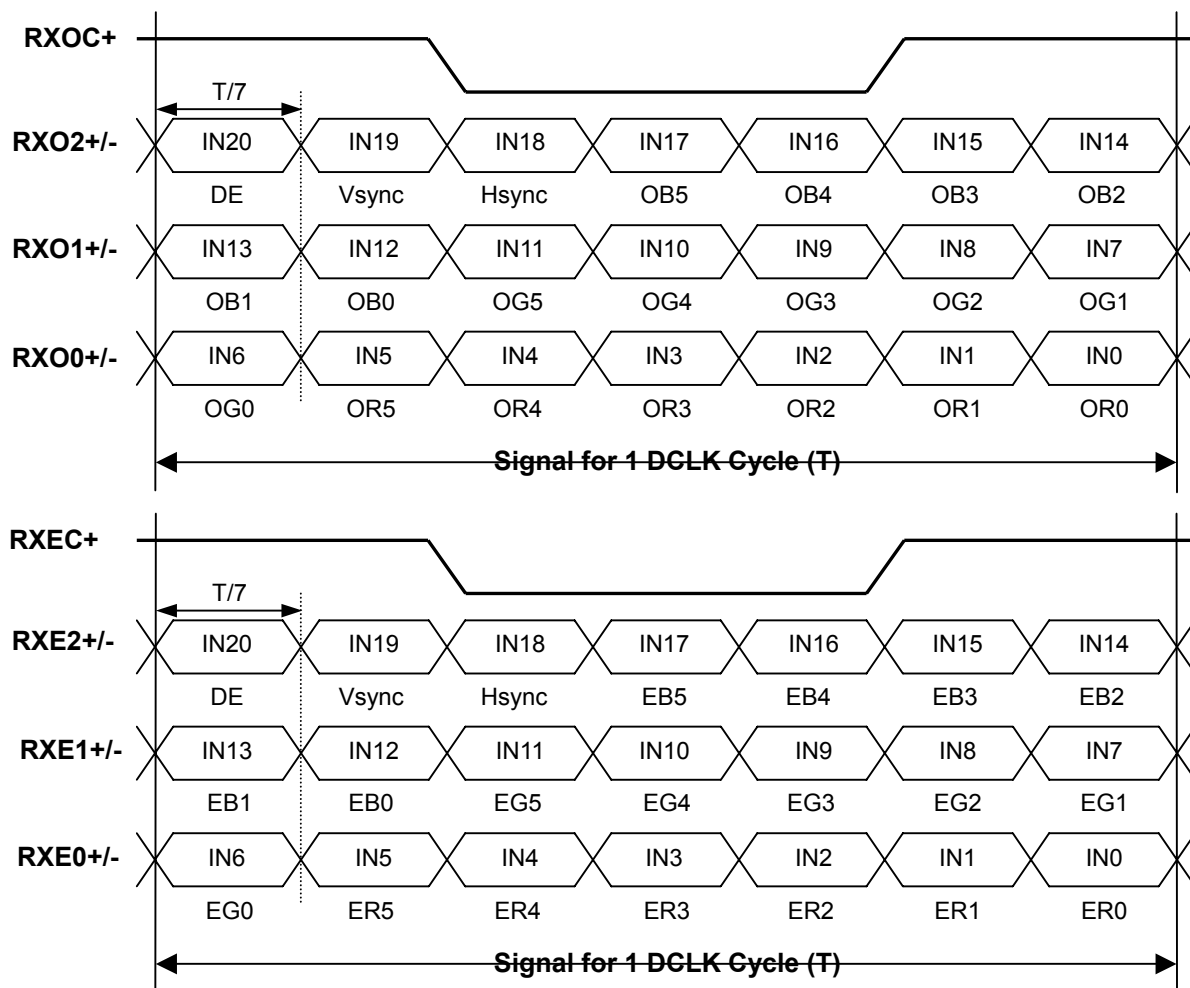 RXOC+
T/7
RXO2+/- IN20 IN19 IN18 IN17 IN16 IN15 IN14
DE Vsync Hsync OB5 OB4 OB3 OB2
RXO1+/- IN13 IN12 IN11 IN10 IN9 IN8 IN7
OB1 OB0 OG5 OG4 OG3 OG2 OG1
RXO0+/- IN6 IN5 IN4 IN3 IN2 IN1 IN0
OG0 OR5 OR4 OR3 OR2 OR1 OR0
Signal for 1 DCLK Cycle (T)
RXEC+
T/7
RXE2+/- IN20 IN19 IN18 IN17 IN16 IN15 IN14
DE Vsync Hsync EB5 EB4 EB3 EB2
RXE1+/- IN13 IN12 IN11 IN10 IN9 IN8 IN7
EB1 EB0 EG5 EG4 EG3 EG2 EG1
RXE0+/- IN6 IN5 IN4 IN3 IN2 IN1 IN0
EG0 ER5 ER4 ER3 ER2 ER1 ER0
Signal for 1 DCLK Cycle (T)